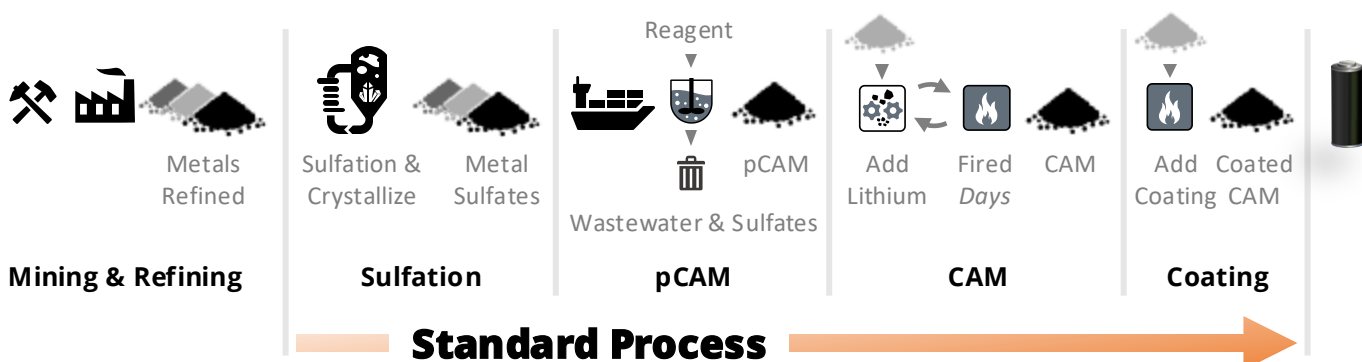 Reagent
Metals
Refined
Sulfation &
Crystallize
Metal
Sulfates
pCAM
Wastewater & Sulfates
Add
Lithium
Fired
Days
CAM
Add
Coating
Coated
CAM
Mining & Refining
Sulfation
pCAM
CAM
Coating
Standard Process